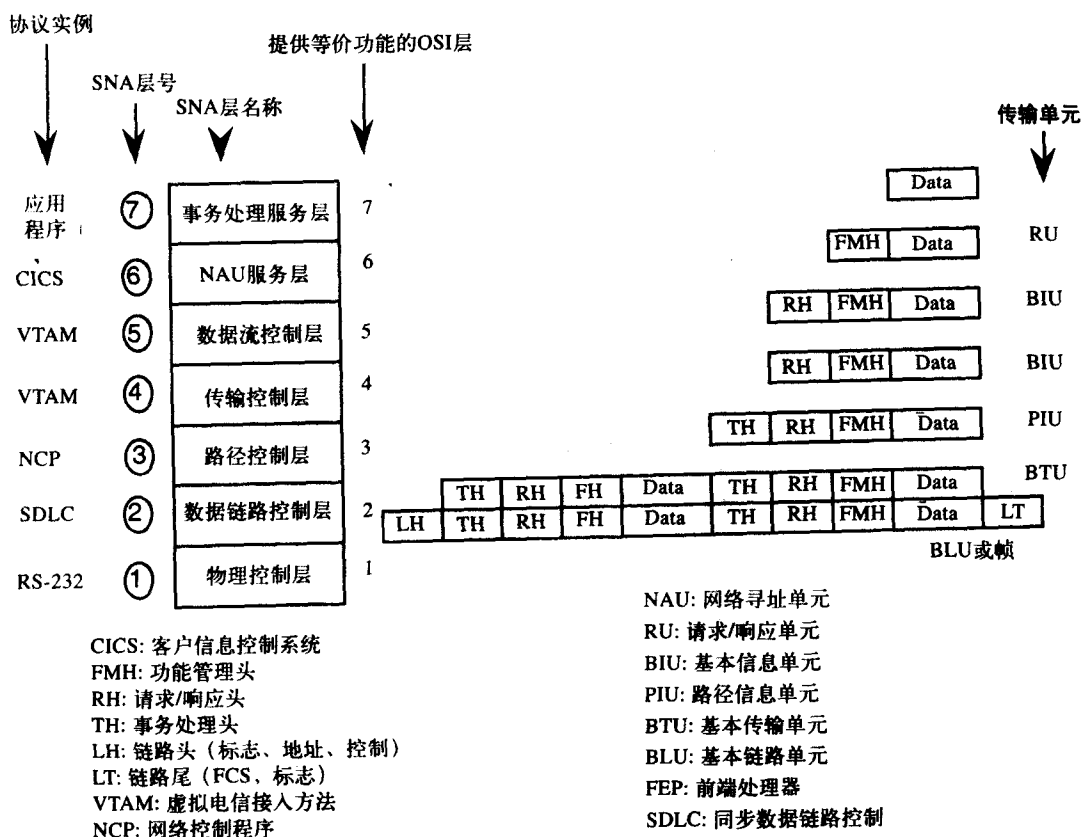 协议实例
提供等价功能的OSI层
SNA层号
SNA层名称
传输单元
应用
程序
7
事务处理服务层
7
Data
CICS
6
NAU服务层
6
FMH Data
RU
VTAM
5
数据流控制层
5
RH FMH Data
BIU
VTAM
4
传输控制层
4
RH FMH Data
BIU
NCP
3
路径控制层
3
TH RH FMH Data
PIU
SDLC
2
数据链路控制层
2
TH RH FH Data TH RH FMH Data
BTU
LH TH RH FH Data TH RH FMH Data LT
BLU或帧
RS-232
1
物理控制层
1
CICS: 客户信息控制系统
FMH: 功能管理头
RH: 请求/响应头
TH: 事务处理头
LH: 链路头（标志、地址、控制）
LT: 链路尾（FCS、标志）
VTAM: 虚拟电信接入方法
NCP: 网络控制程序
NAU: 网络寻址单元
RU: 请求/响应单元
BIU: 基本信息单元
PIU: 路径信息单元
BTU: 基本传输单元
BLU: 基本链路单元
FEP: 前端处理器
SDLC: 同步数据链路控制